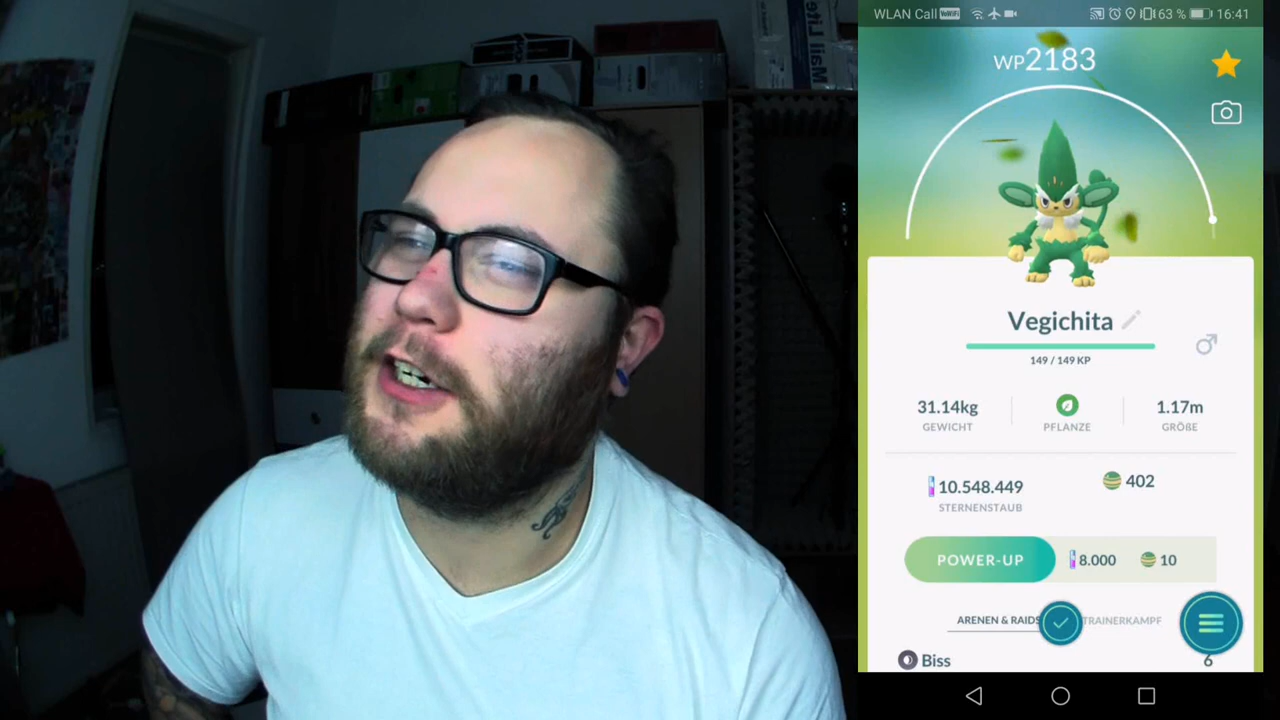 WLAN Call VoWiFi 63 % 16:41
WP2183
Vegichita
149 / 149 KP
31.14kg
GEWICHT
PFLANZE
1.17m
GRÖßE
10.548.449
STERNENSTAUB
402
POWER-UP
8.000
10
ARENEN & RAIDS
TRAINERKAMPF
Biss
6